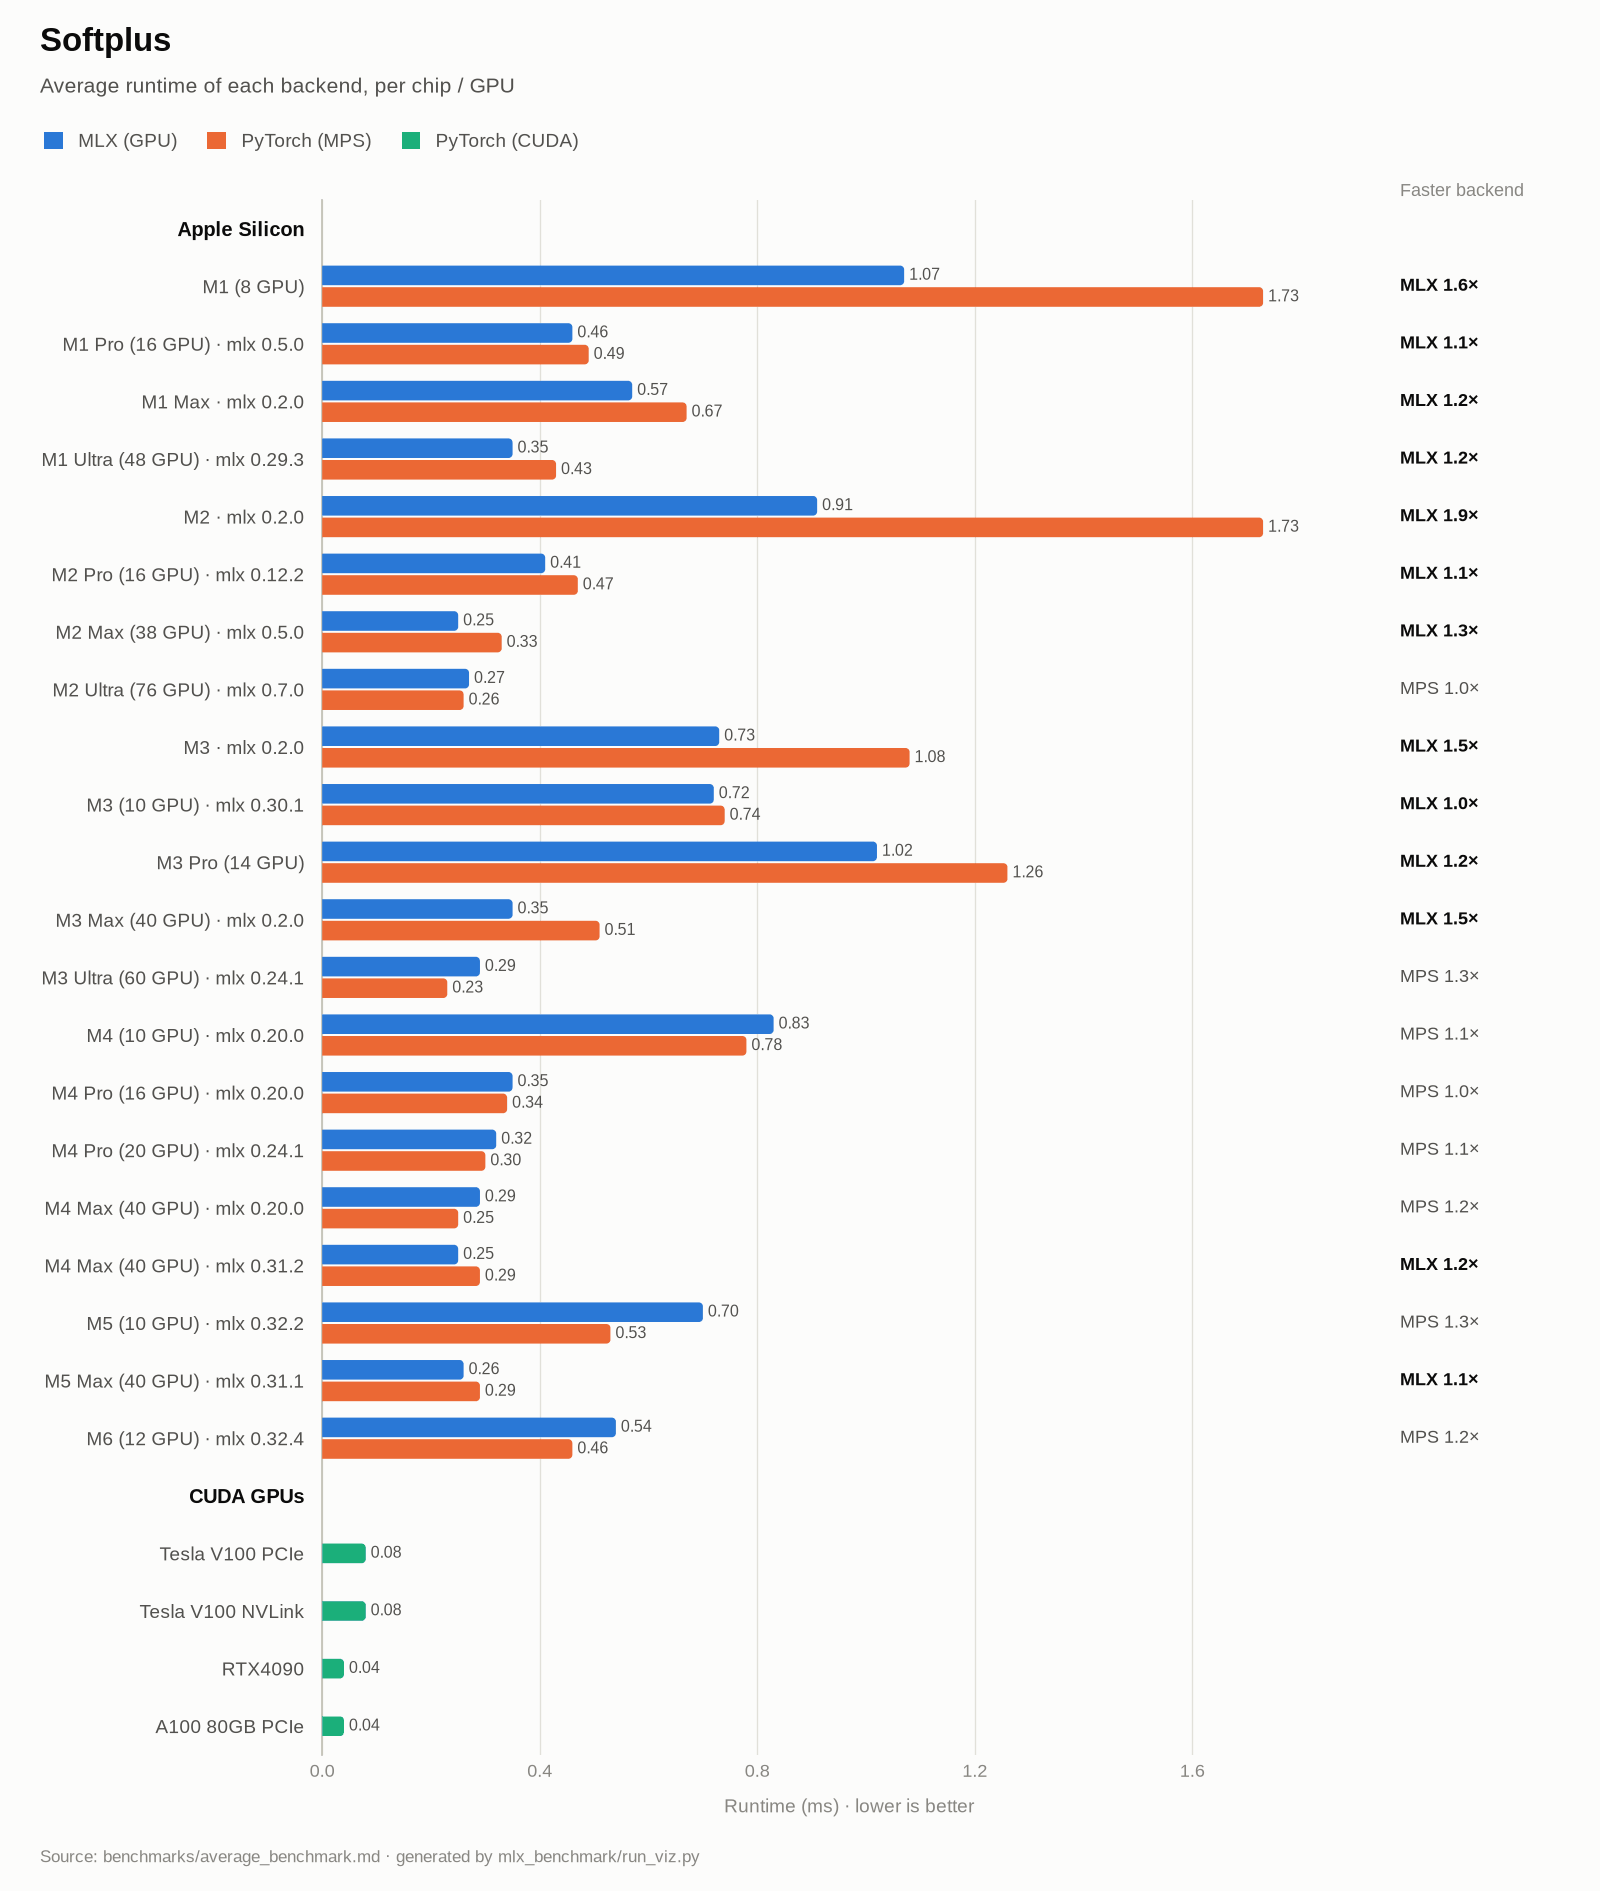 Softplus
Average runtime of each backend, per chip / GPU
MLX (GPU) PyTorch (MPS) PyTorch (CUDA)
Faster backend
Apple Silicon
M1 (8 GPU) 1.07 1.73 MLX 1.6×
M1 Pro (16 GPU) · mlx 0.5.0 0.46 0.49 MLX 1.1×
M1 Max · mlx 0.2.0 0.57 0.67 MLX 1.2×
M1 Ultra (48 GPU) · mlx 0.29.3 0.35 0.43 MLX 1.2×
M2 · mlx 0.2.0 0.91 1.73 MLX 1.9×
M2 Pro (16 GPU) · mlx 0.12.2 0.41 0.47 MLX 1.1×
M2 Max (38 GPU) · mlx 0.5.0 0.25 0.33 MLX 1.3×
M2 Ultra (76 GPU) · mlx 0.7.0 0.27 0.26 MPS 1.0×
M3 · mlx 0.2.0 0.73 1.08 MLX 1.5×
M3 (10 GPU) · mlx 0.30.1 0.72 0.74 MLX 1.0×
M3 Pro (14 GPU) 1.02 1.26 MLX 1.2×
M3 Max (40 GPU) · mlx 0.2.0 0.35 0.51 MLX 1.5×
M3 Ultra (60 GPU) · mlx 0.24.1 0.29 0.23 MPS 1.3×
M4 (10 GPU) · mlx 0.20.0 0.83 0.78 MPS 1.1×
M4 Pro (16 GPU) · mlx 0.20.0 0.35 0.34 MPS 1.0×
M4 Pro (20 GPU) · mlx 0.24.1 0.32 0.30 MPS 1.1×
M4 Max (40 GPU) · mlx 0.20.0 0.29 0.25 MPS 1.2×
M4 Max (40 GPU) · mlx 0.31.2 0.25 0.29 MLX 1.2×
M5 (10 GPU) · mlx 0.32.2 0.70 0.53 MPS 1.3×
M5 Max (40 GPU) · mlx 0.31.1 0.26 0.29 MLX 1.1×
M6 (12 GPU) · mlx 0.32.4 0.54 0.46 MPS 1.2×
CUDA GPUs
Tesla V100 PCIe 0.08
Tesla V100 NVLink 0.08
RTX4090 0.04
A100 80GB PCIe 0.04
0.0 0.4 0.8 1.2 1.6
Runtime (ms) · lower is better
Source: benchmarks/average_benchmark.md · generated by mlx_benchmark/run_viz.py